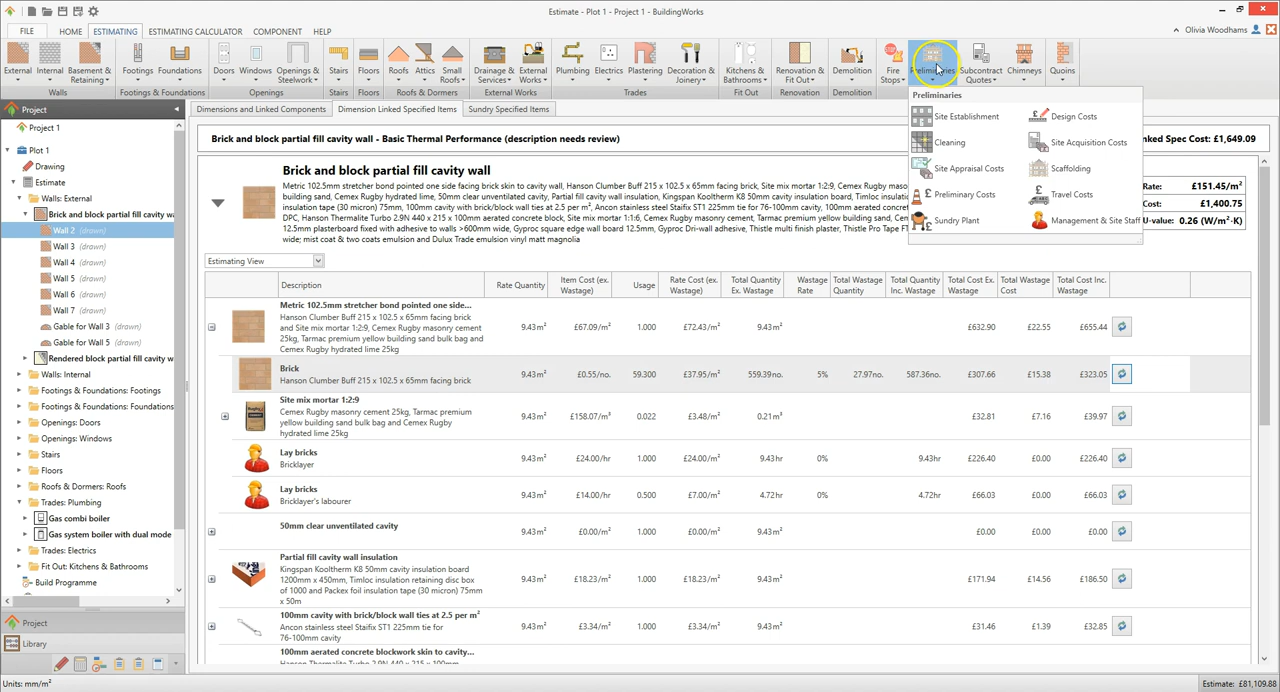 Estimate - Plot 1 - Project 1 - BuildingWorks
FILE HOME ESTIMATING ESTIMATING CALCULATOR COMPONENT HELP
Olivia Woodhams
External Internal Basement & Retaining Footings Foundations Doors Windows Openings & Steelwork Stairs Floors Roofs Attics Small Roofs Drainage & Services External Works Plumbing Electrics Plastering Decoration & Joinery Kitchens & Bathrooms Renovation & Fit Out Demolition Fire Stops Preliminaries Subcontract Quotes Chimneys Quoins
Walls Footings & Foundations Openings Stairs Floors Roofs & Dormers External Works Trades Fit Out Renovation Demolition
Preliminaries
Site Establishment Design Costs
Cleaning Site Acquisition Costs
Site Appraisal Costs Scaffolding
Preliminary Costs Travel Costs
Sundry Plant Management & Site Staff
Project
Project 1
Plot 1
Drawing
Estimate
Walls: External
Brick and block partial fill cavity w
Wall 2 (drawn)
Wall 3 (drawn)
Wall 4 (drawn)
Wall 5 (drawn)
Wall 6 (drawn)
Wall 7 (drawn)
Gable for Wall 3 (drawn)
Gable for Wall 5 (drawn)
Rendered block partial fill cavity w
Walls: Internal
Footings & Foundations: Footings
Footings & Foundations: Foundations
Openings: Doors
Openings: Windows
Stairs
Floors
Roofs & Dormers: Roofs
Trades: Plumbing
Gas combi boiler
Gas system boiler with dual mode
Trades: Electrics
Fit Out: Kitchens & Bathrooms
Build Programme
Project
Library
Dimensions and Linked Components Dimension Linked Specified Items Sundry Specified Items
Brick and block partial fill cavity wall - Basic Thermal Performance (description needs review) nked Spec Cost: £1,649.09
Brick and block partial fill cavity wall
Metric 102.5mm stretcher bond pointed one side facing brick skin to cavity wall, Hanson Clumber Buff 215 x 102.5 x 65mm facing brick, Site mix mortar 1:2:9, Cemex Rugby maso
building sand, Cemex Rugby hydrated lime, 50mm clear unventilated cavity, Partial fill cavity wall insulation, Kingspan Kooltherm K8 50mm cavity insulation board
insulation tape (30 micron) 75mm, 100mm cavity with brick/block wall ties at 2.5 per m², Ancon stainless steel Staifix ST1 225mm tie for 76-100mm cavity, 100mm aerated concre
DPC, Hanson Thermalite Turbo 2.9N 440 x 215 x 100mm aerated concrete block, Site mix mortar 1:1:6, Cemex Rugby masonry cement, Tarmac premium yellow building san
12.5mm plasterboard fixed with adhesive to walls >600mm wide, Gyproc square edge wall board 12.5mm, Gyproc Dri-wall adhesive, Thistle multi finish plaster, Thistle Pro Tape FT
wide; mist coat & two coats emulsion and Dulux Trade emulsion vinyl matt magnolia
Rate: £151.45/m²
Cost: £1,400.75
U-value: 0.26 (W/m²·K)
Estimating View
Description Rate Quantity Item Cost (ex. Wastage) Usage Rate Cost (ex. Wastage) Total Quantity Ex. Wastage Wastage Rate Total Wastage Quantity Total Quantity Inc. Wastage Total Cost Ex. Wastage Total Wastage Cost Total Cost Inc. Wastage
Metric 102.5mm stretcher bond pointed one side...
Hanson Clumber Buff 215 x 102.5 x 65mm facing brick
and Site mix mortar 1:2:9, Cemex Rugby masonry cement
25kg, Tarmac premium yellow building sand bulk bag and
Cemex Rugby hydrated lime 25kg
9.43m² £67.09/m² 1.000 £72.43/m² 9.43m² £632.90 £22.55 £655.44
Brick
Hanson Clumber Buff 215 x 102.5 x 65mm facing brick
9.43m² £0.55/no. 59.300 £37.95/m² 559.39no. 5% 27.97no. 587.36no. £307.66 £15.38 £323.05
Site mix mortar 1:2:9
Cemex Rugby masonry cement 25kg, Tarmac premium
yellow building sand bulk bag and Cemex Rugby
hydrated lime 25kg
9.43m² £158.07/m² 0.022 £3.48/m² 0.21m² £32.81 £7.16 £39.97
Lay bricks
Bricklayer
9.43m² £24.00/hr 1.000 £24.00/m² 9.43hr 0% 9.43hr £226.40 £0.00 £226.40
Lay bricks
Bricklayer's labourer
9.43m² £14.00/hr 0.500 £7.00/m² 4.72hr 0% 4.72hr £66.03 £0.00 £66.03
50mm clear unventilated cavity
9.43m² £0.00/m² 1.000 £0.00/m² 9.43m² £0.00 £0.00 £0.00
Partial fill cavity wall insulation
Kingspan Kooltherm K8 50mm cavity insulation board
1200mm x 450mm, Timloc insulation retaining disc box
of 1000 and Packex foil insulation tape (30 micron) 75mm
x 50m
9.43m² £18.23/m² 1.000 £18.23/m² 9.43m² £171.94 £14.56 £186.50
100mm cavity with brick/block wall ties at 2.5 per m²
Ancon stainless steel Staifix ST1 225mm tie for
76-100mm cavity
9.43m² £3.34/m² 1.000 £3.34/m² 9.43m² £31.46 £1.39 £32.85
100mm aerated concrete blockwork skin to cavity...
Units: mm/m² Estimate: £81,109.88